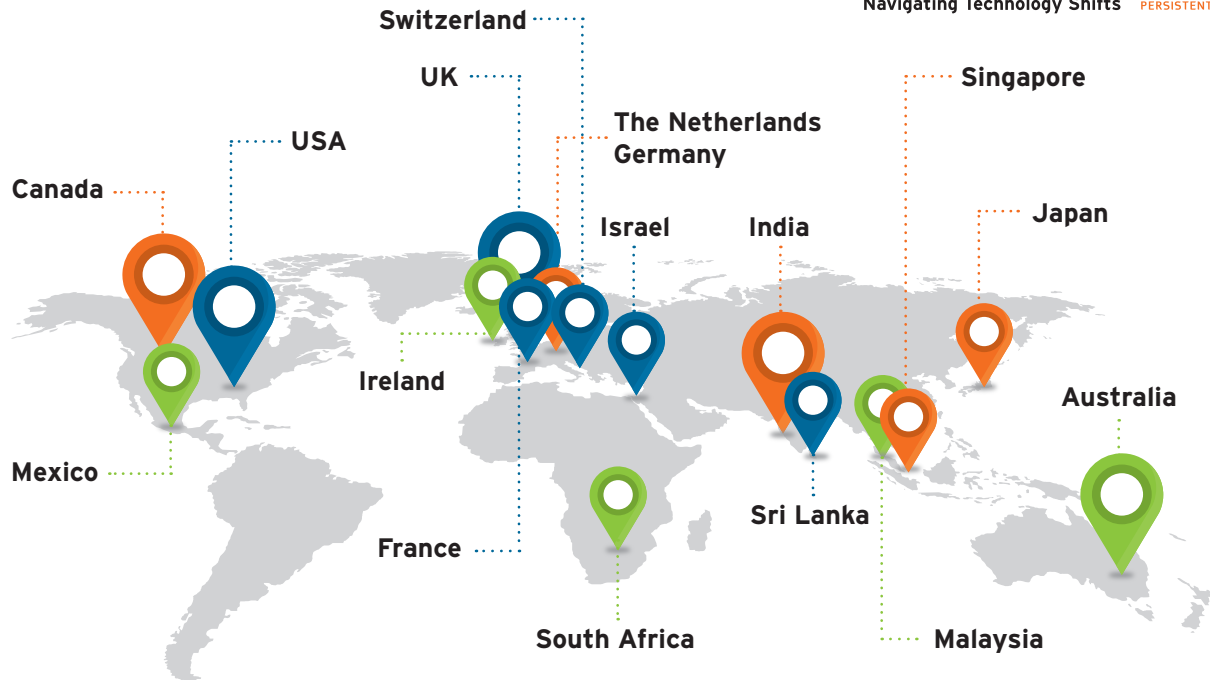 Navigating Technology Shifts
PERSISTENT
Switzerland
UK
Singapore
The Netherlands
Germany
USA
Canada
Japan
Israel
India
Ireland
Australia
Mexico
Sri Lanka
France
South Africa
Malaysia